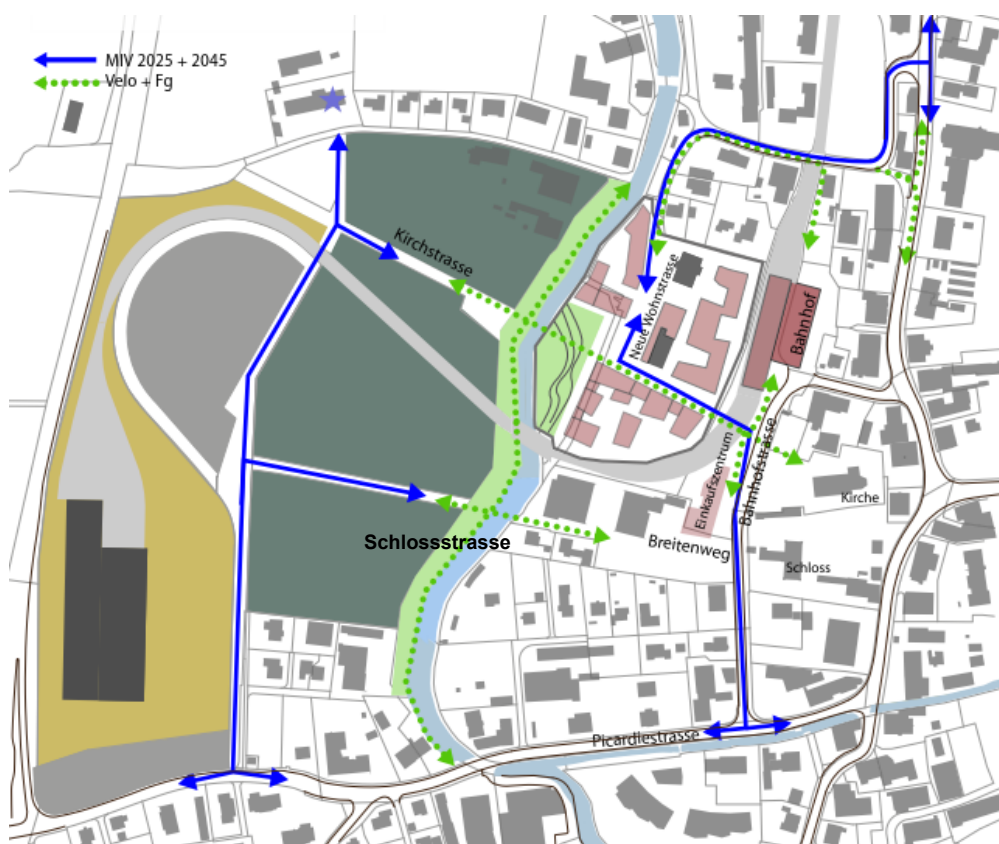 MIV 2025 + 2045
Velo + Fg
Kirchstrasse
Neue Wohnstrasse
Bahnhof
Einkaufszentrum
Bahnhofstrasse
Kirche
Schlossstrasse
Breitenweg
Schloss
Picardiestrasse